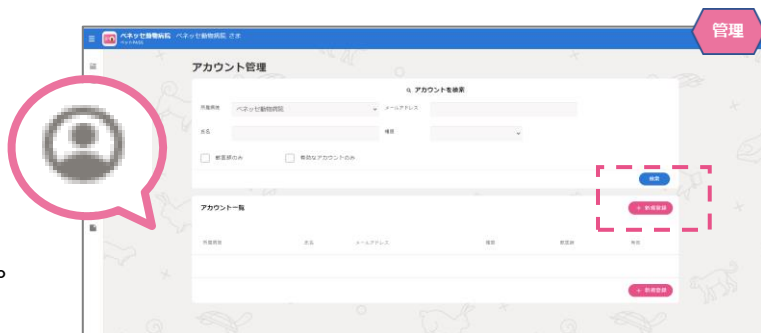 管理
ベネッセ動物病院 ベネッセ動物病院 さま
アカウント管理
アカウントを検索
所属病院 ベネッセ動物病院 メールアドレス
氏名 権限
獣医師のみ 有効なアカウントのみ
検索
アカウント一覧
+ 新規登録
所属病院 氏名 メールアドレス 権限 獣医師 有効
+ 新規登録
。